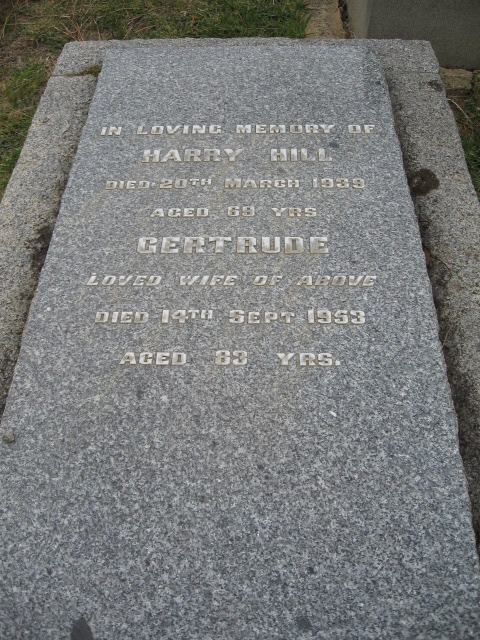 IN LOVING MEMORY OF
HARRY HILL
DIED 20TH MARCH 1939
AGED 69 YRS
GERTRUDE
LOVED WIFE OF ABOVE
DIED 14TH SEPT 1953
AGED 83 YRS.